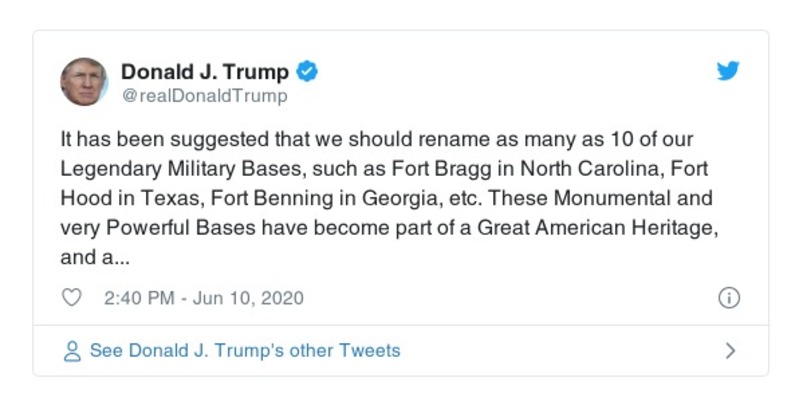 Donald J. Trump
@realDonaldTrump
It has been suggested that we should rename as many as 10 of our
Legendary Military Bases, such as Fort Bragg in North Carolina, Fort
Hood in Texas, Fort Benning in Georgia, etc. These Monumental and
very Powerful Bases have become part of a Great American Heritage,
and a...
2:40 PM - Jun 10, 2020
See Donald J. Trump's other Tweets